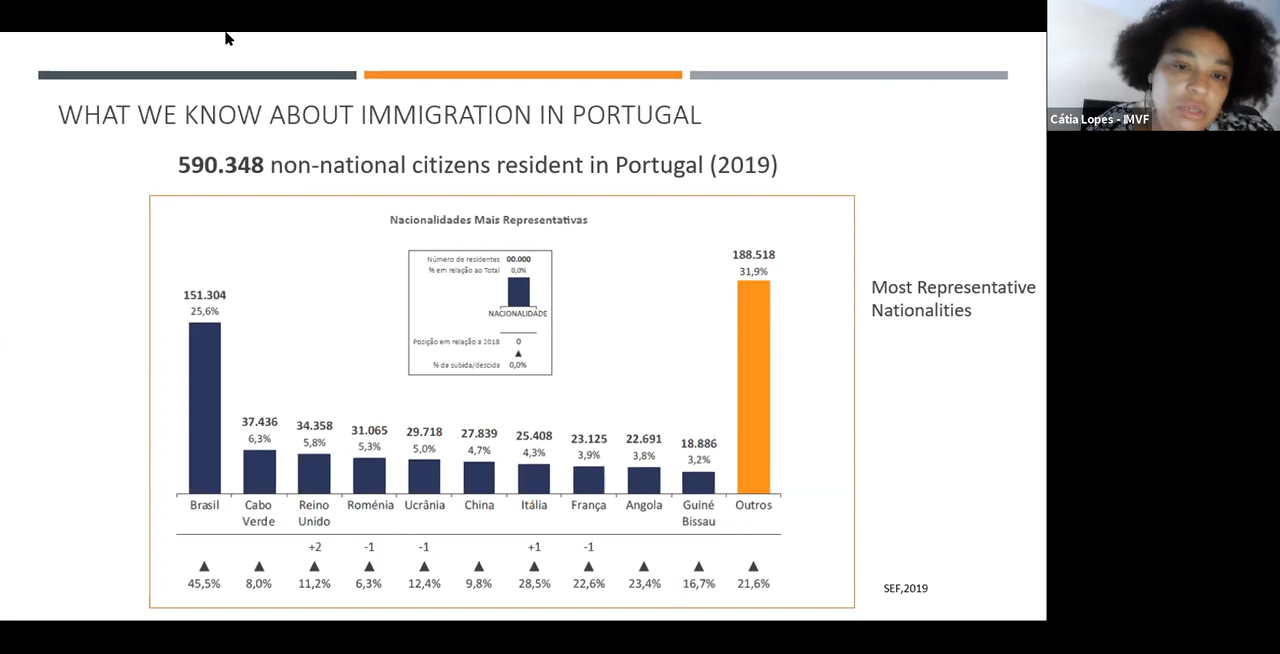 WHAT WE KNOW ABOUT IMMIGRATION IN PORTUGAL
Cátia Lopes - IMVF
590.348 non-national citizens resident in Portugal (2019)
Nacionalidades Mais Representativas
Número de residentes 00.000
% em relação ao Total 0,0%
NACIONALIDADE
Posição em relação a 2018 0
▲
% da subida/descida 0,0%
Most Representative
Nationalities
188.518
31,9%
151.304
25,6%
37.436
6,3%
34.358
5,8%
31.065
5,3%
29.718
5,0%
27.839
4,7%
25.408
4,3%
23.125
3,9%
22.691
3,8%
18.886
3,2%
Brasil Cabo Reino Roménia Ucrânia China Itália França Angola Guiné Outros
Verde Unido Bissau
+2 -1 -1 +1 -1
▲ ▲ ▲ ▲ ▲ ▲ ▲ ▲ ▲ ▲ ▲
45,5% 8,0% 11,2% 6,3% 12,4% 9,8% 28,5% 22,6% 23,4% 16,7% 21,6%
SEF,2019